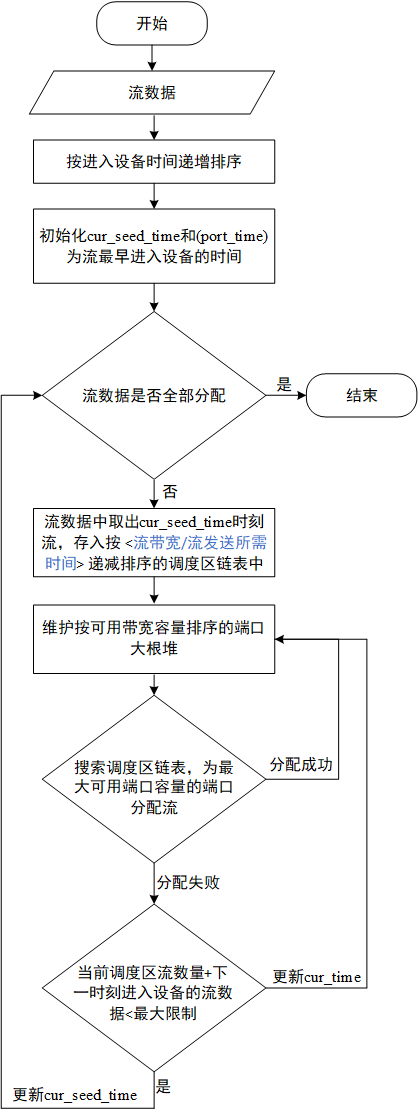 开始
流数据
按进入设备时间递增排序
初始化cur_seed_time和(port_time)
为流最早进入设备的时间
流数据是否全部分配
是
结束
否
流数据中取出cur_seed_time时刻
流，存入按 <流带宽/流发送所需
时间> 递减排序的调度区链表中
维护按可用带宽容量排序的端口
大根堆
搜索调度区链表，为最
大可用端口容量的端口
分配流
分配成功
分配失败
当前调度区流数量+下
一时刻进入设备的流数
据<最大限制
更新cur_time
是
更新cur_seed_time